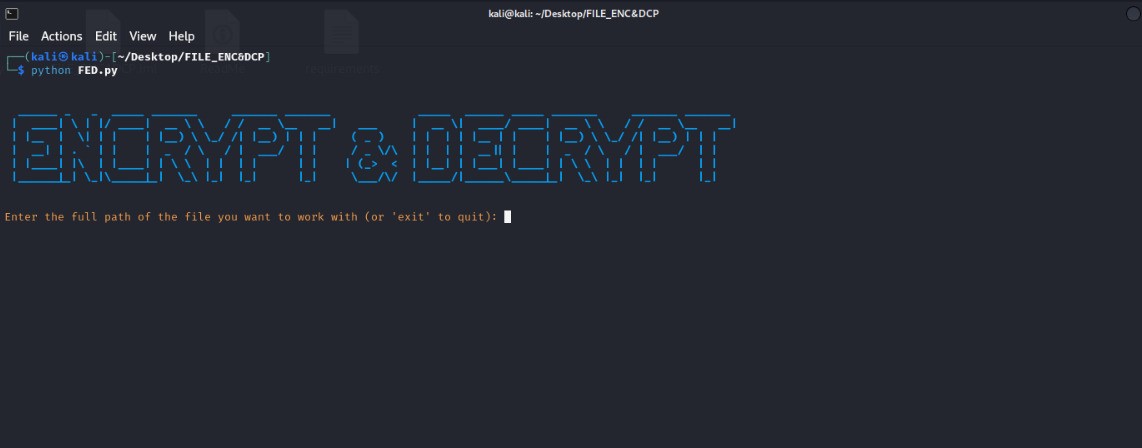 kali@kali: ~/Desktop/FILE_ENC&DCP
File Actions Edit View Help
(kali㉿kali)-[~/Desktop/FILE_ENC&DCP]
$ python FED.py
ENCRYPT & DECRYPT
Enter the full path of the file you want to work with (or 'exit' to quit):